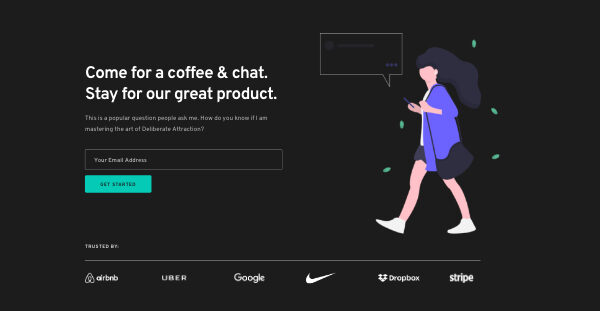 Come for a coffee & chat.
Stay for our great product.
This is a popular question people ask me. How do you know if I am
mastering the art of Deliberate Attraction?
Your Email Address
GET STARTED
TRUSTED BY:
airbnb UBER Google Dropbox stripe